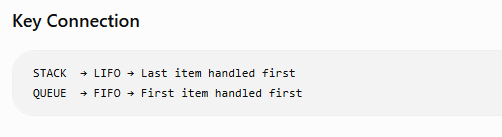 Key Connection
STACK → LIFO → Last item handled first
QUEUE → FIFO → First item handled first